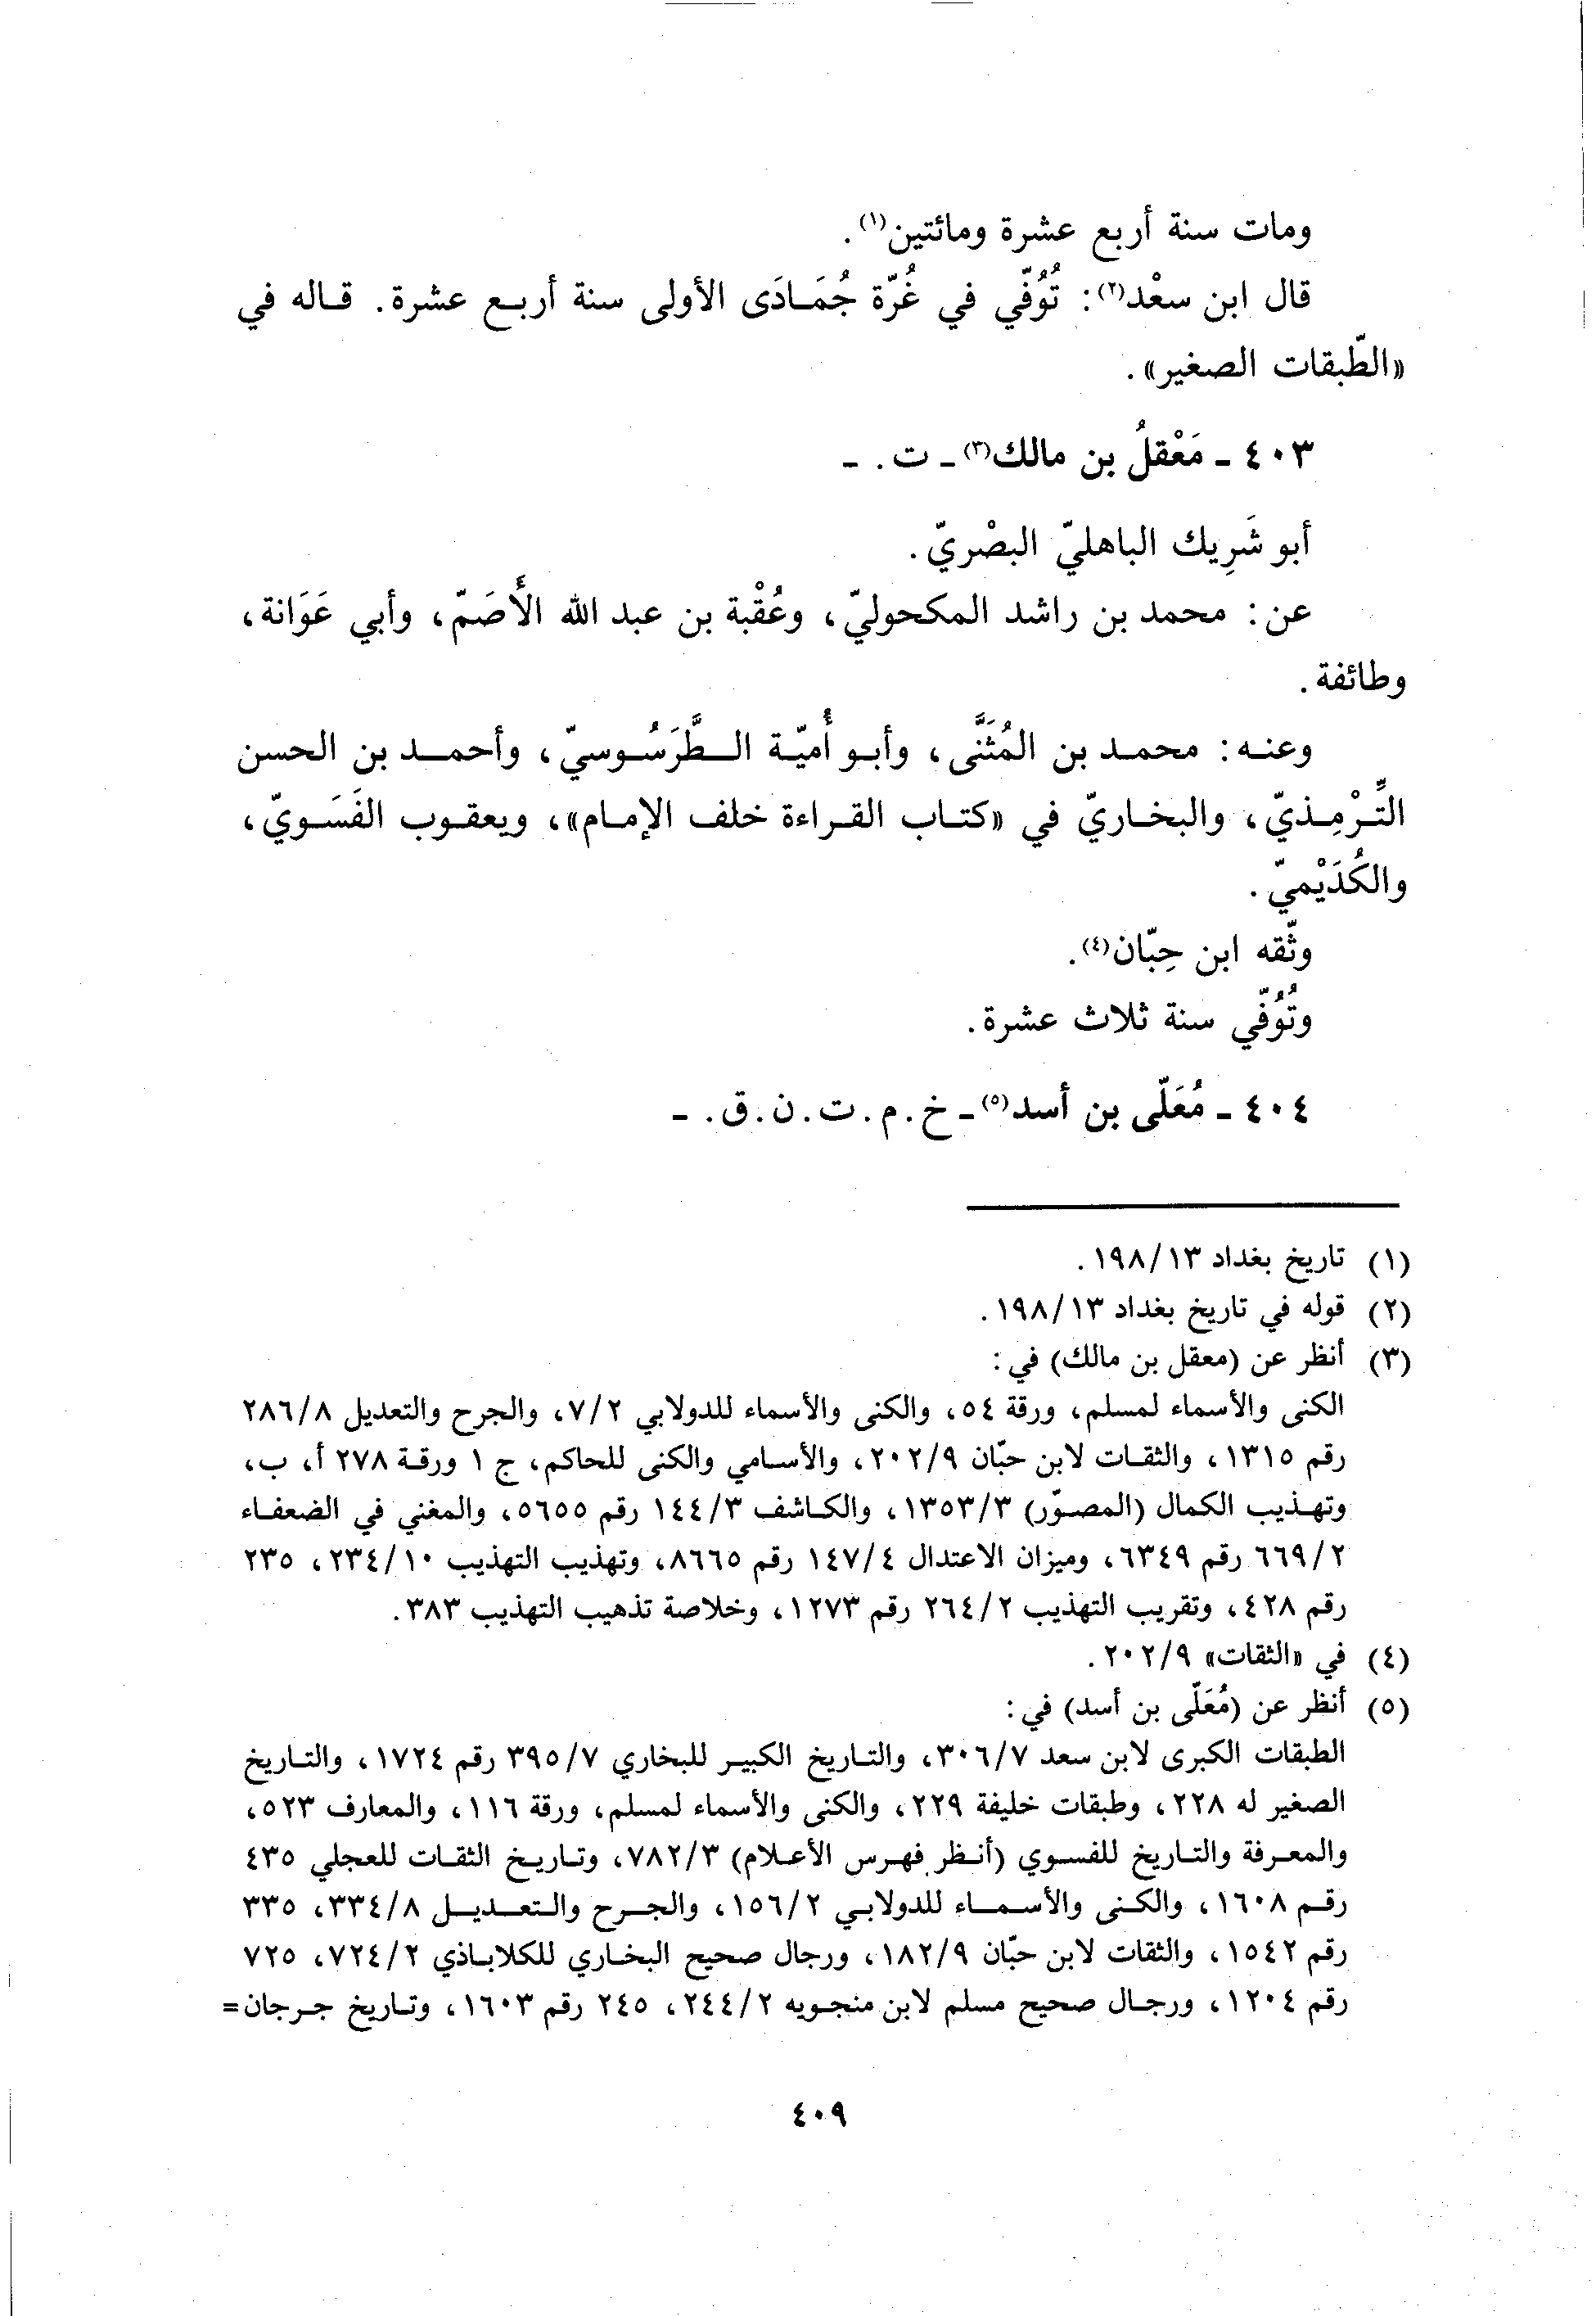 ومات سنة أربع عشرة ومائتين(١).
قال ابن سعْد(٢): تُوُفّي في غُرّة جُمَادَى الأولى سنة أربع عشرة. قاله في
«الطّبقات الصغير».
٤٠٣ - مَعْقلُ بن مالك(٣) - ت. -
أبو شَرِيك الباهليّ البصْريّ.
عن: محمد بن راشد المكحوليّ، وعُقْبة بن عبد الله الأَصَمّ، وأبي عَوَانة،
وطائفة.
وعنه: محمد بن المُثَنَّى، وأبو أُميّة الطَّرَسُوسيّ، وأحمد بن الحسن
التِّرْمِذيّ، والبخاريّ في «كتاب القراءة خلف الإمام»، ويعقوب الفَسَويّ،
والكُدَيْميّ.
وثّقه ابن حِبّان(٤).
وتُوُفّي سنة ثلاث عشرة.
٤٠٤ - مُعَلّى بن أسد(٥) - خ. م. ت. ن. ق. -
(١) تاريخ بغداد ١٩٨/١٣.
(٢) قوله في تاريخ بغداد ١٩٨/١٣.
(٣) أنظر عن (معقل بن مالك) في:
الكنى والأسماء لمسلم، ورقة ٥٤، والكنى والأسماء للدولابي ٧/٢، والجرح والتعديل ٢٨٦/٨
رقم ١٣١٥، والثقات لابن حبّان ٢٠٢/٩، والأسامي والكنى للحاكم، ج ١ ورقة ٢٧٨ أ، ب،
وتهذيب الكمال (المصوّر) ١٣٥٣/٣، والكاشف ١٤٤/٣ رقم ٥٦٥٥، والمغني في الضعفاء
٦٦٩/٢ رقم ٦٣٤٩، وميزان الاعتدال ١٤٧/٤ رقم ٨٦٦٥، وتهذيب التهذيب ٢٣٤/١٠، ٢٣٥
رقم ٤٢٨، وتقريب التهذيب ٢٦٤/٢ رقم ١٢٧٣، وخلاصة تذهيب التهذيب ٣٨٣.
(٤) في «الثقات» ٢٠٢/٩.
(٥) أنظر عن (مُعَلّى بن أسد) في:
الطبقات الكبرى لابن سعد ٣٠٦/٧، والتاريخ الكبير للبخاري ٣٩٥/٧ رقم ١٧٢٤، والتاريخ
الصغير له ٢٢٨، وطبقات خليفة ٢٢٩، والكنى والأسماء لمسلم، ورقة ١١٦، والمعارف ٥٢٣،
والمعرفة والتاريخ للفسوي (أنظر فهرس الأعلام) ٧٨٢/٣، وتاريخ الثقات للعجلي ٤٣٥
رقم ١٦٠٨، والكنى والأسماء للدولابي ١٥٦/٢، والجرح والتعديل ٣٣٤/٨، ٣٣٥
رقم ١٥٤٢، والثقات لابن حبّان ١٨٢/٩، ورجال صحيح البخاري للكلاباذي ٧٢٤/٢، ٧٢٥
رقم ١٢٠٤، ورجال صحيح مسلم لابن منجويه ٢٤٤/٢، ٢٤٥ رقم ١٦٠٣، وتاريخ جرجان=
٤٠٩